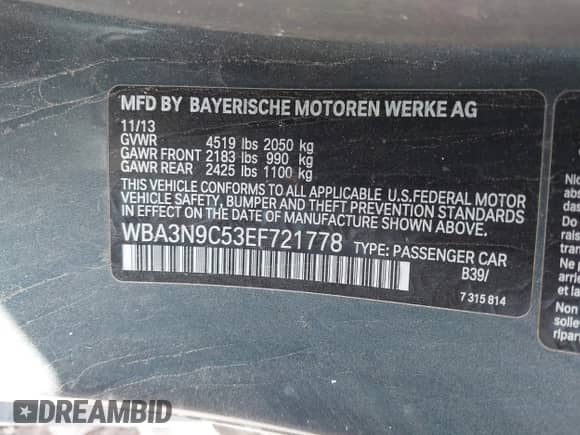 MFD BY BAYERISCHE MOTOREN WERKE AG
11/13
GVWR 4519 lbs 2050 kg
GAWR FRONT 2183 lbs 990 kg
GAWR REAR 2425 lbs 1100 kg
THIS VEHICLE CONFORMS TO ALL APPLICABLE U.S.FEDERAL MOTOR
VEHICLE SAFETY, BUMPER AND THEFT PREVENTION STANDARDS
IN EFFECT ON THE DATE OF MANUFACTURE SHOWN ABOVE.
WBA3N9C53EF721778 TYPE: PASSENGER CAR
B39/
7 315 814
Do
Ne
Non
DREAMBID